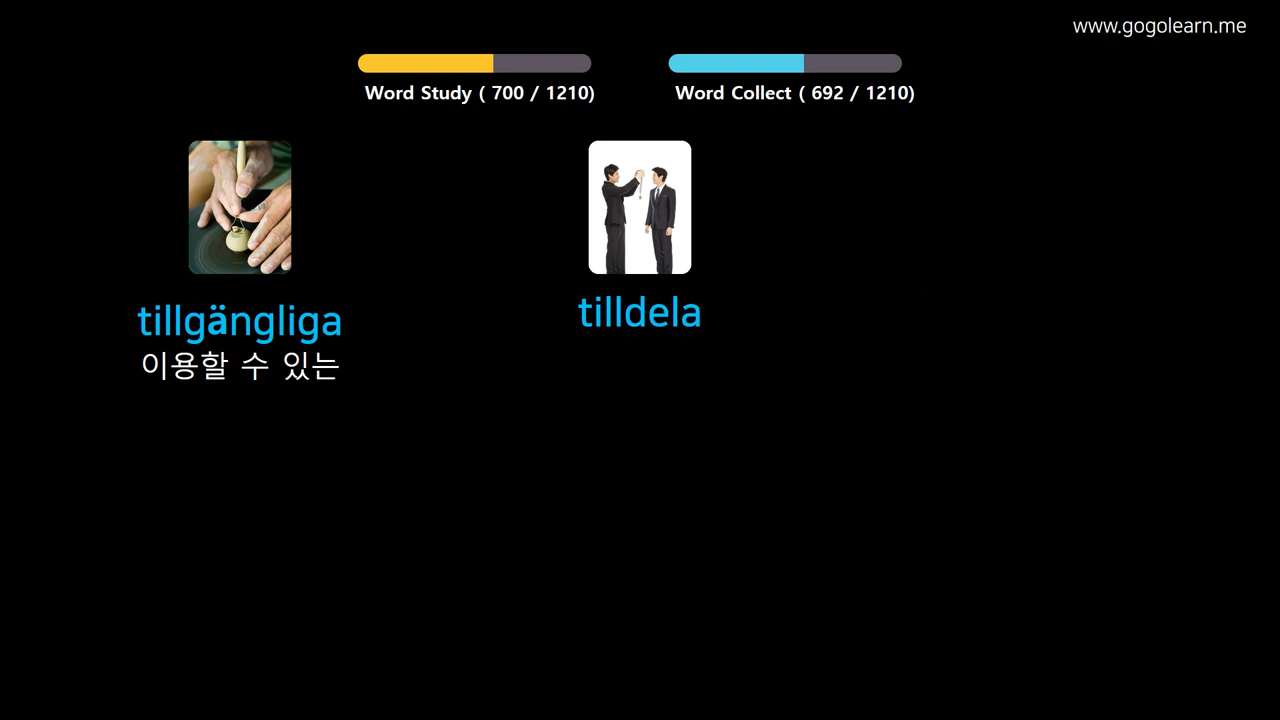 www.gogolearn.me
Word Study ( 700 / 1210)
Word Collect ( 692 / 1210)
tillgängliga
이용할 수 있는
tilldela